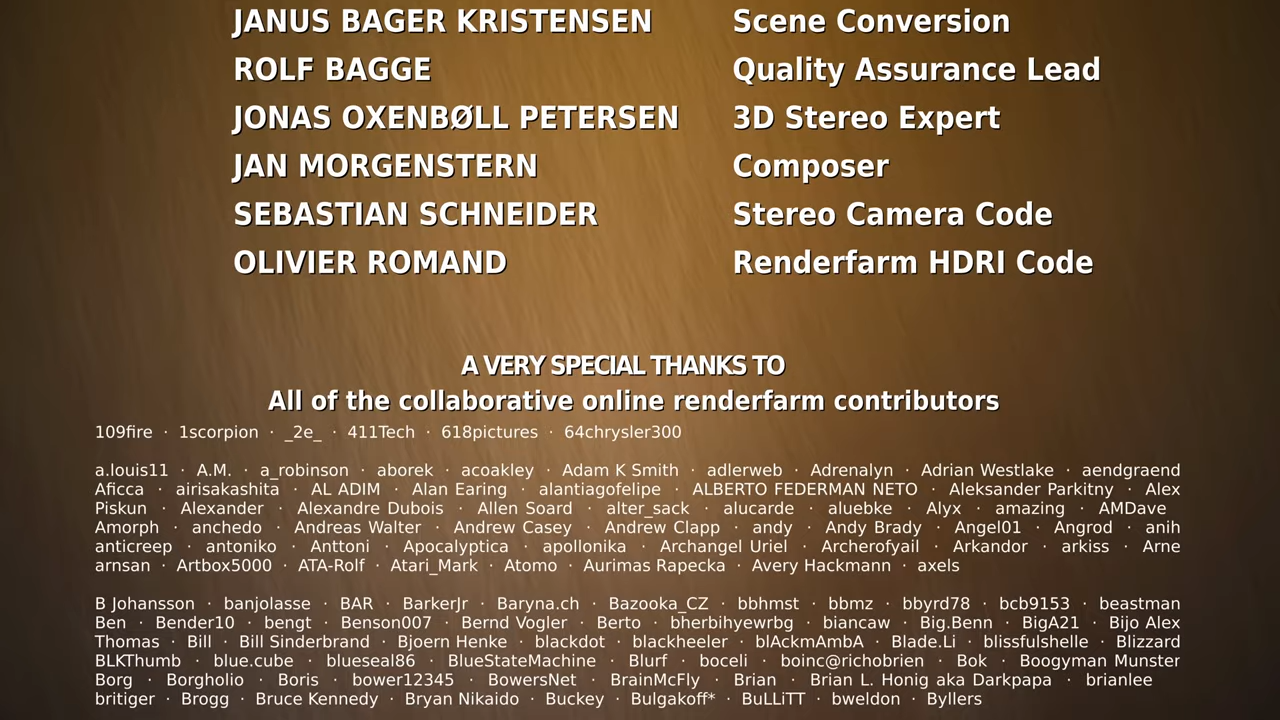 JANUS BAGER KRISTENSEN Scene Conversion
ROLF BAGGE Quality Assurance Lead
JONAS OXENBØLL PETERSEN 3D Stereo Expert
JAN MORGENSTERN Composer
SEBASTIAN SCHNEIDER Stereo Camera Code
OLIVIER ROMAND Renderfarm HDRI Code
A VERY SPECIAL THANKS TO
All of the collaborative online renderfarm contributors
109fire · 1scorpion · _2e_ · 411Tech · 618pictures · 64chrysler300
a.louis11 · A.M. · a_robinson · aborek · acoakley · Adam K Smith · adlerweb · Adrenalyn · Adrian Westlake · aendgraend
Aficca · airisakashita · AL ADIM · Alan Earing · alantiagofelipe · ALBERTO FEDERMAN NETO · Aleksander Parkitny · Alex
Piskun · Alexander · Alexandre Dubois · Allen Soard · alter_sack · alucarde · aluebke · Alyx · amazing · AMDave
Amorph · anchedo · Andreas Walter · Andrew Casey · Andrew Clapp · andy · Andy Brady · Angel01 · Angrod · anih
anticreep · antoniko · Anttoni · Apocalyptica · apollonika · Archangel Uriel · Archerofyail · Arkandor · arkiss · Arne
arnsan · Artbox5000 · ATA-Rolf · Atari_Mark · Atomo · Aurimas Rapecka · Avery Hackmann · axels
B Johansson · banjolasse · BAR · BarkerJr · Baryna.ch · Bazooka_CZ · bbhmst · bbmz · bbyrd78 · bcb9153 · beastman
Ben · Bender10 · bengt · Benson007 · Bernd Vogler · Berto · bherbihyewrbg · biancaw · Big.Benn · BigA21 · Bijo Alex
Thomas · Bill · Bill Sinderbrand · Bjoern Henke · blackdot · blackheeler · blAckmAmbA · Blade.Li · blissfulshelle · Blizzard
BLKThumb · blue.cube · blueseal86 · BlueStateMachine · Blurf · boceli · boinc@richobrien · Bok · Boogyman Munster
Borg · Borgholio · Boris · bower12345 · BowersNet · BrainMcFly · Brian · Brian L. Honig aka Darkpapa · brianlee
britiger · Brogg · Bruce Kennedy · Bryan Nikaido · Buckey · Bulgakoff* · BuLLiTT · bweldon · Byllers